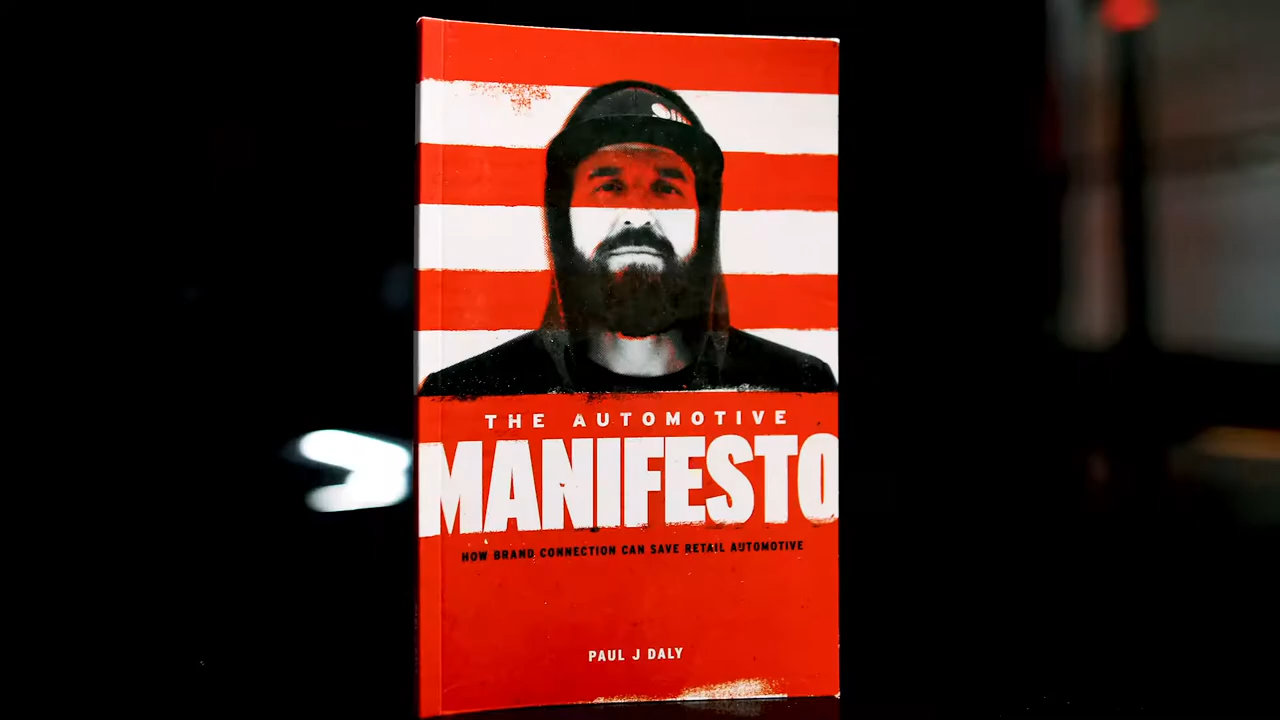 THE AUTOMOTIVE
MANIFESTO
HOW BRAND CONNECTION CAN SAVE RETAIL AUTOMOTIVE
PAUL J DALY